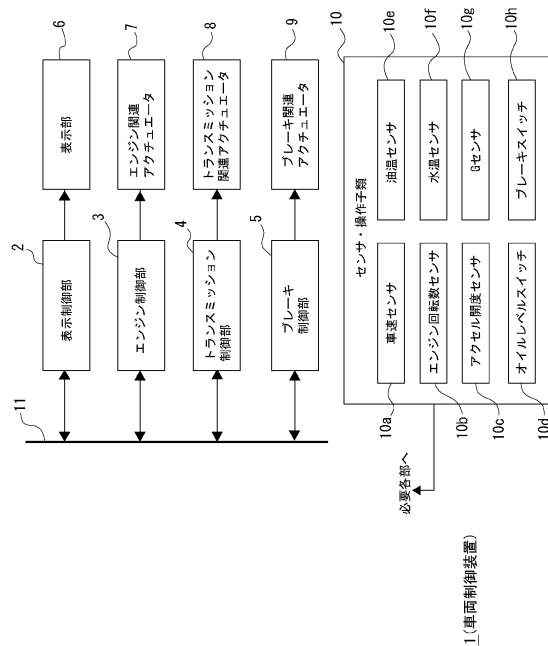 1(車両制御装置)
11
2
表示制御部
6
表示部
3
エンジン制御部
7
エンジン関連
アクチュエータ
4
トランスミッション
制御部
8
トランスミッション
関連アクチュエータ
5
ブレーキ
制御部
9
ブレーキ関連
アクチュエータ
10
センサ・操作子類
必要各部へ
10a
車速センサ
10e
油温センサ
10b
エンジン回転数センサ
10f
水温センサ
10c
アクセル開度センサ
10g
Gセンサ
10d
オイルレベルスイッチ
10h
ブレーキスイッチ